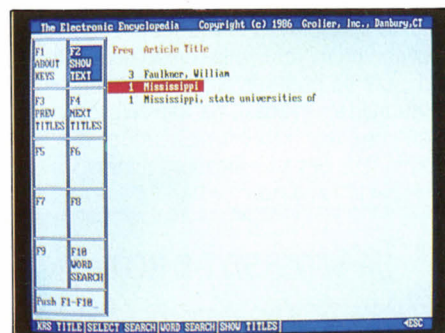 The Electronic Encyclopedia Copyright (c) 1986 Grolier, Inc., Danbury,CT
F1 ABOUT KEYS
F2 SHOW TEXT
F3 PREV TITLES
F4 NEXT TITLES
F5
F6
F7
F8
F9
F10 WORD SEARCH
Push F1-F10_
Freq Article Title
3 Faulkner, William
1 Mississippi
1 Mississippi, state universities of
KRS TITLE|SELECT SEARCH|WORD SEARCH|SHOW TITLES|
◄ESC